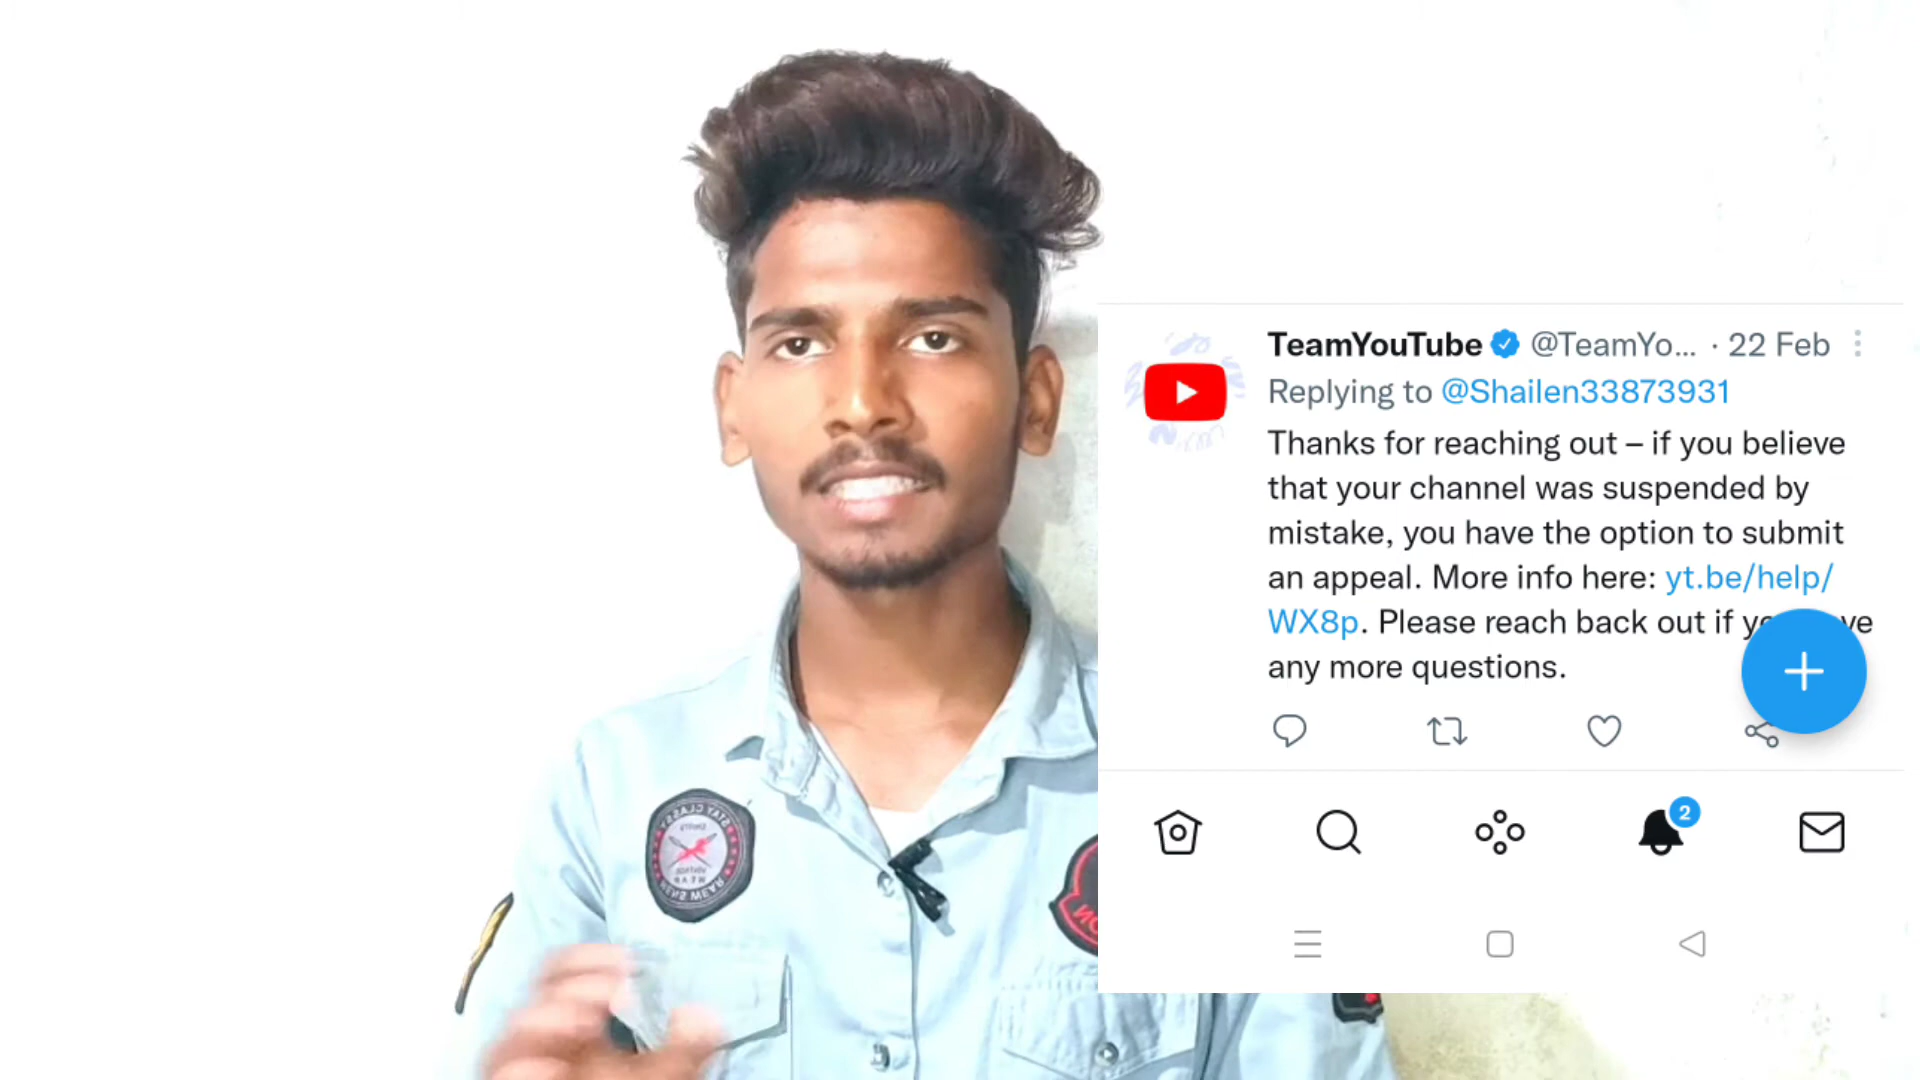 TeamYouTube @TeamYo... · 22 Feb
Replying to @Shailen33873931
Thanks for reaching out – if you believe
that your channel was suspended by
mistake, you have the option to submit
an appeal. More info here: yt.be/help/
WX8p. Please reach back out if
any more questions.
2
STAY CLASSY